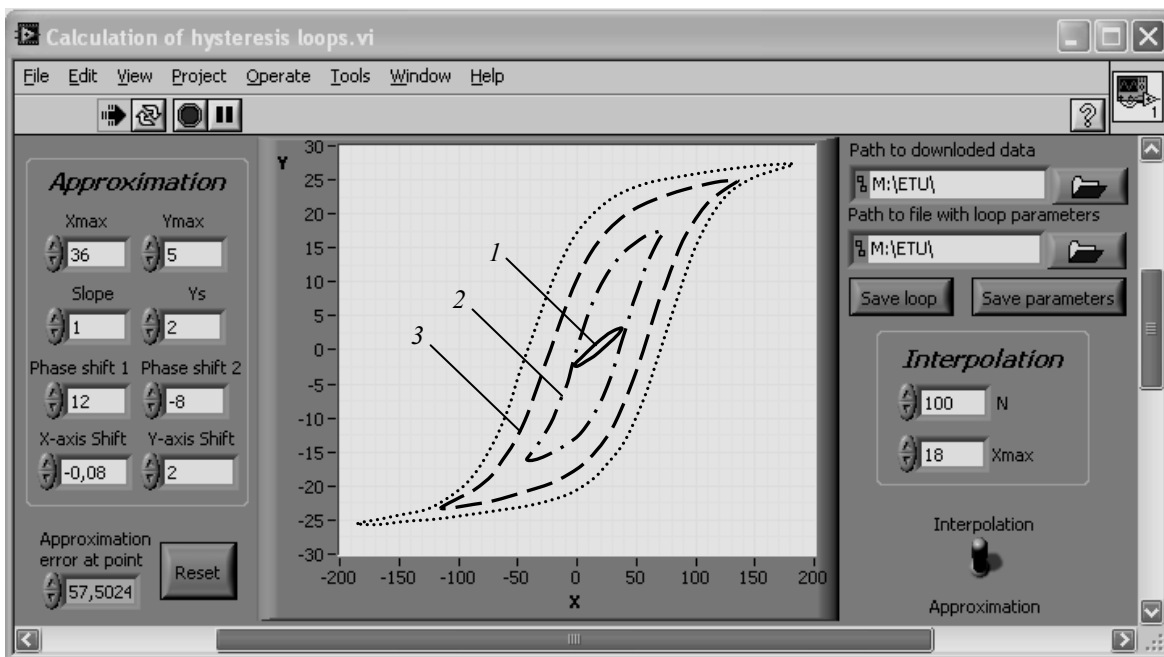 Calculation of hysteresis loops.vi
File Edit View Project Operate Tools Window Help
1
Approximation
Xmax Ymax
36 5
Slope Ys
1 2
Phase shift 1 Phase shift 2
12 -8
X-axis Shift Y-axis Shift
-0,08 2
Approximation
error at point
57,5024
Reset
Y
30
25
20
15
10
5
0
-5
-10
-15
-20
-25
-30
-200 -150 -100 -50 0 50 100 150 200
X
1
2
3
Path to downloded data
M:\ETU\
Path to file with loop parameters
M:\ETU\
Save loop Save parameters
Interpolation
100 N
18 Xmax
Interpolation
Approximation